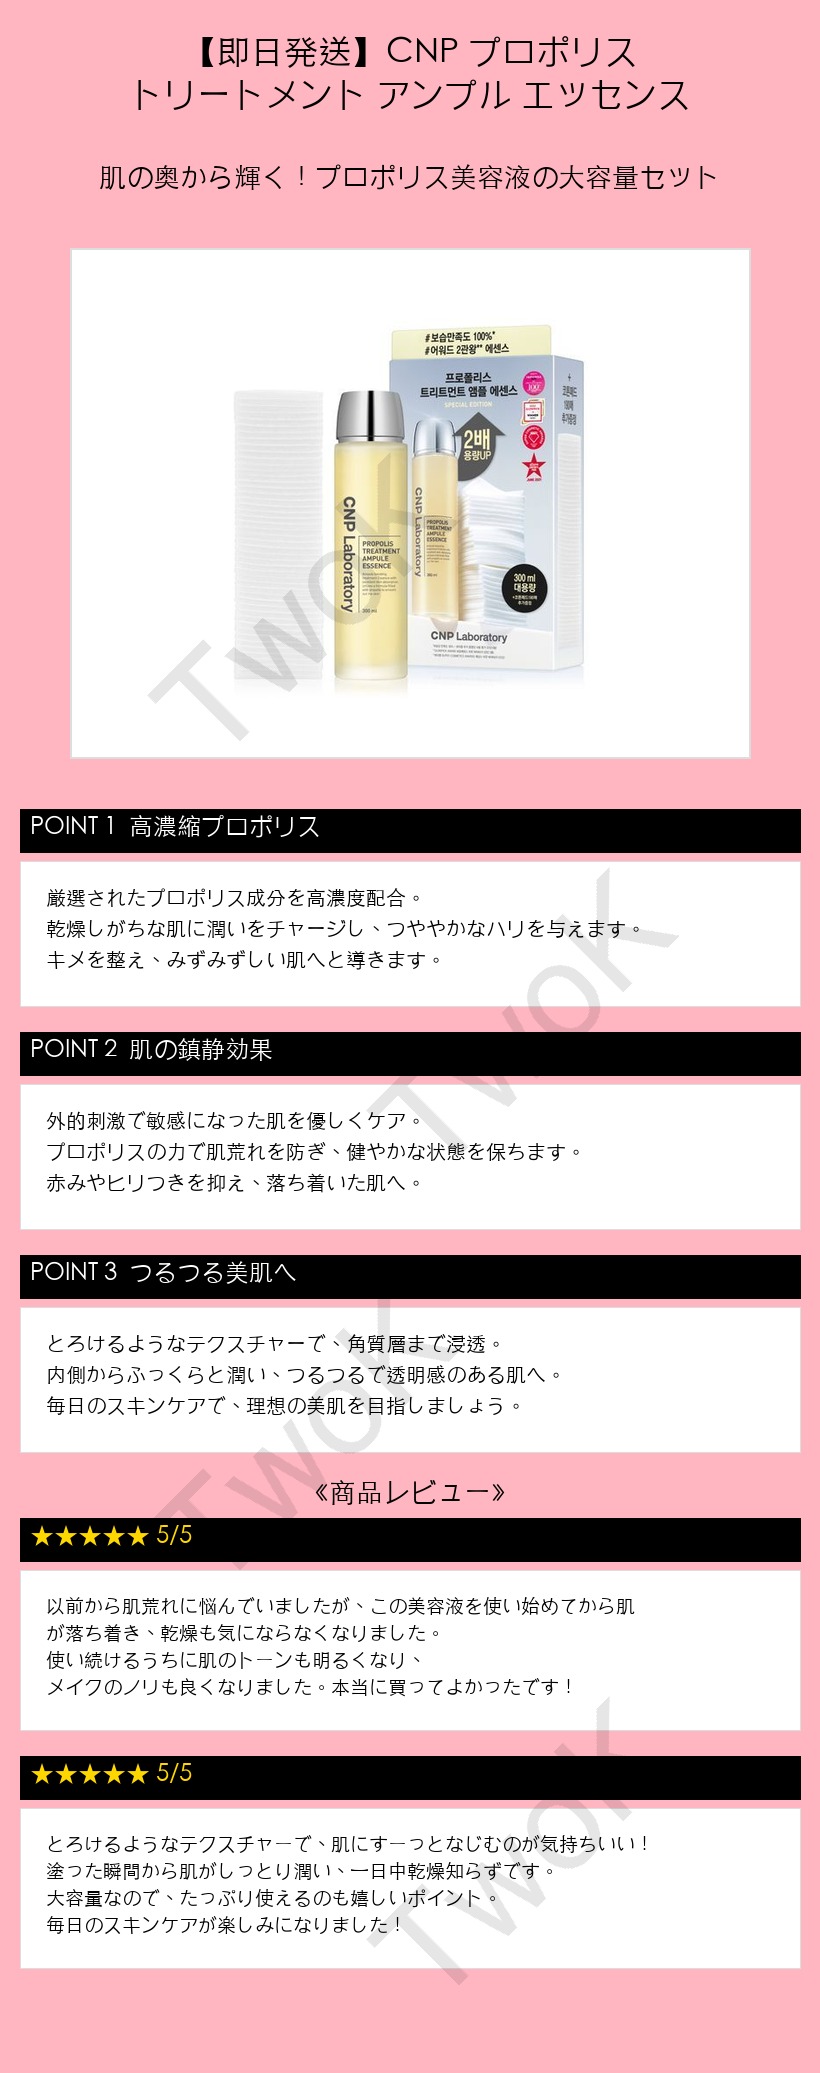 【即日発送】CNP プロポリス
トリートメント アンプル エッセンス
肌の奥から輝く！プロポリス美容液の大容量セット
#보습만족도 100%*
#어워드 2관왕** 에센스
프로폴리스
트리트먼트 앰플 에센스
SPECIAL EDITION
2배
용량UP
+
코튼패드
180매
추가증정
CNP Laboratory
PROPOLIS
TREATMENT
AMPULE
ESSENCE
300 ml
CNP Laboratory
PROPOLIS
TREATMENT
AMPULE
ESSENCE
300 ml
대용량
CNP Laboratory
TwoK
POINT 1 高濃縮プロポリス
厳選されたプロポリス成分を高濃度配合。
乾燥しがちな肌に潤いをチャージし、つややかなハリを与えます。
キメを整え、みずみずしい肌へと導きます。
TwoK
POINT 2 肌の鎮静効果
外的刺激で敏感になった肌を優しくケア。
プロポリスの力で肌荒れを防ぎ、健やかな状態を保ちます。
赤みやヒリつきを抑え、落ち着いた肌へ。
POINT 3 つるつる美肌へ
とろけるようなテクスチャーで、角質層まで浸透。
内側からふっくらと潤い、つるつるで透明感のある肌へ。
毎日のスキンケアで、理想の美肌を目指しましょう。
TwoK
《商品レビュー》
★★★★★ 5/5
以前から肌荒れに悩んでいましたが、この美容液を使い始めてから肌
が落ち着き、乾燥も気にならなくなりました。
使い続けるうちに肌のトーンも明るくなり、
メイクのノリも良くなりました。本当に買ってよかったです！
★★★★★ 5/5
とろけるようなテクスチャーで、肌にすーっとなじむのが気持ちいい！
塗った瞬間から肌がしっとり潤い、一日中乾燥知らずです。
大容量なので、たっぷり使えるのも嬉しいポイント。
毎日のスキンケアが楽しみになりました！
TwoK